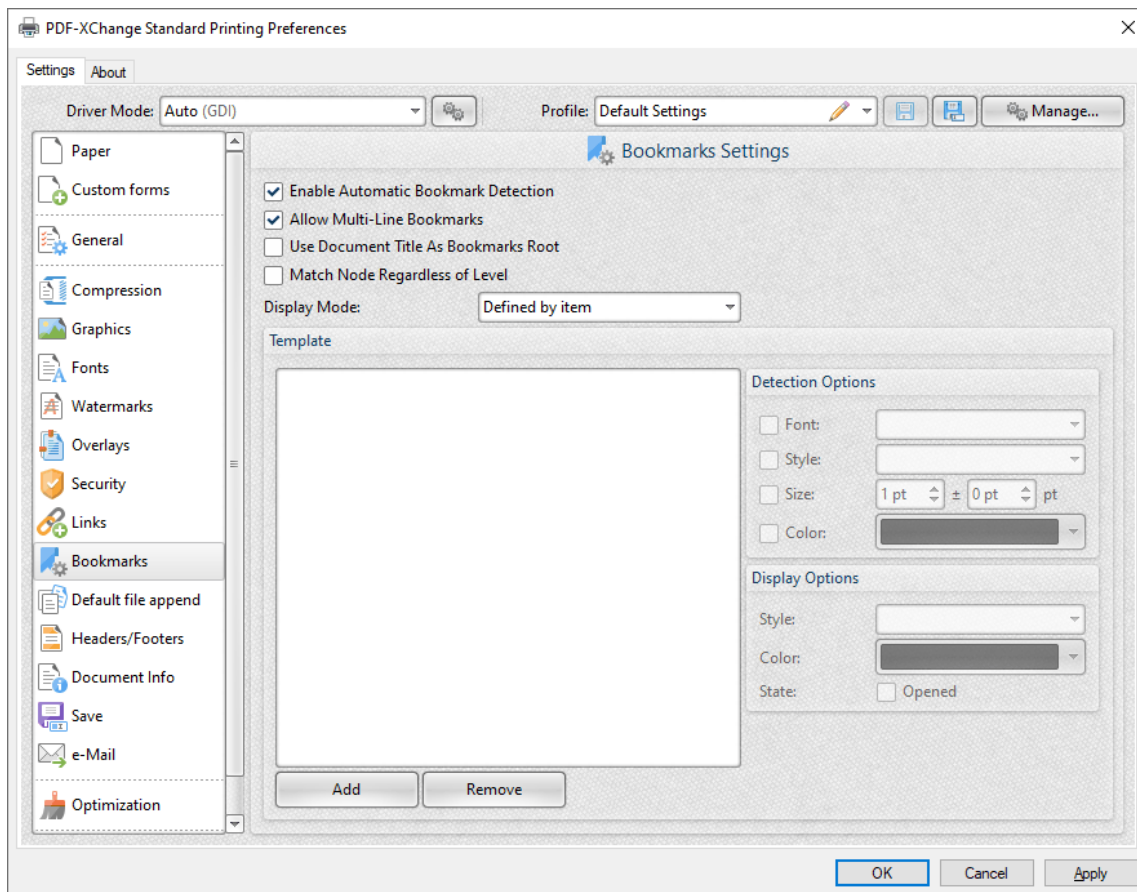 PDF-XChange Standard Printing Preferences
Settings About
Driver Mode: Auto (GDI) Profile: Default Settings Manage...
Paper
Custom forms
General
Compression
Graphics
Fonts
Watermarks
Overlays
Security
Links
Bookmarks
Default file append
Headers/Footers
Document Info
Save
e-Mail
Optimization
Bookmarks Settings
Enable Automatic Bookmark Detection
Allow Multi-Line Bookmarks
Use Document Title As Bookmarks Root
Match Node Regardless of Level
Display Mode: Defined by item
Template
Add Remove
Detection Options
Font:
Style:
Size: 1 pt ± 0 pt pt
Color:
Display Options
Style:
Color:
State: Opened
OK Cancel Apply